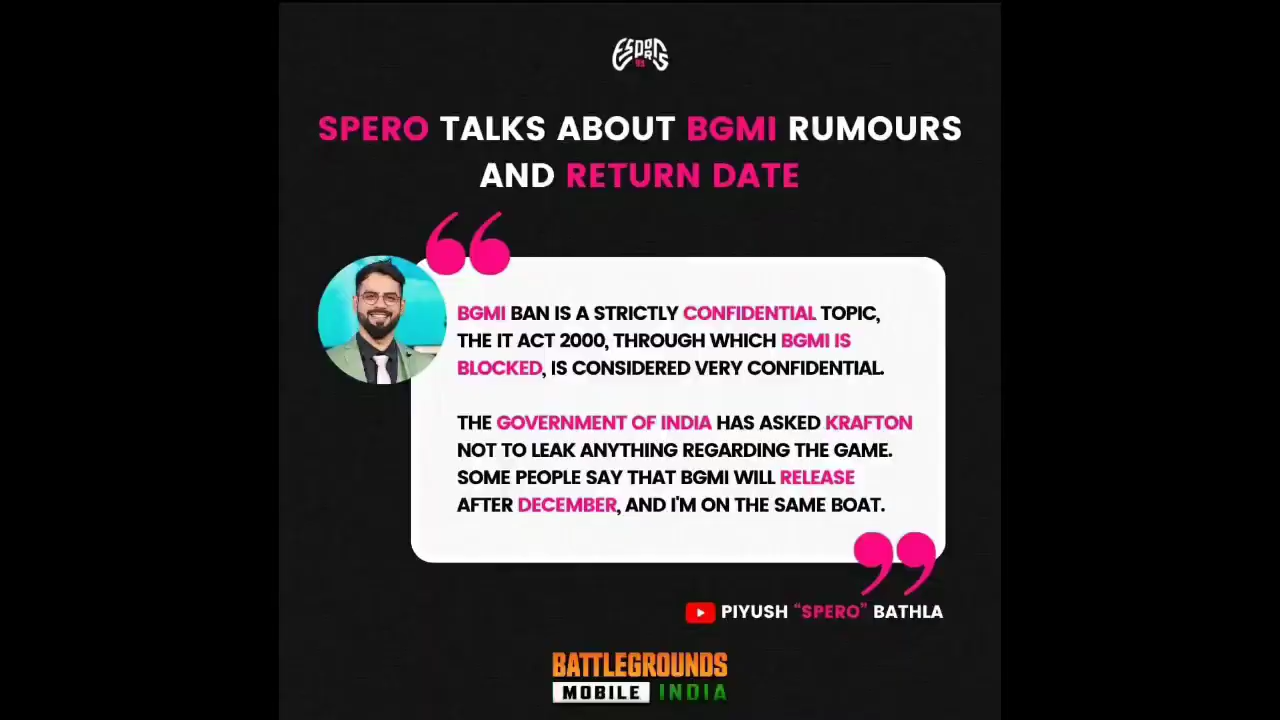 ESPORTS
SPERO TALKS ABOUT BGMI RUMOURS
AND RETURN DATE
BGMI BAN IS A STRICTLY CONFIDENTIAL TOPIC,
THE IT ACT 2000, THROUGH WHICH BGMI IS
BLOCKED, IS CONSIDERED VERY CONFIDENTIAL.
THE GOVERNMENT OF INDIA HAS ASKED KRAFTON
NOT TO LEAK ANYTHING REGARDING THE GAME.
SOME PEOPLE SAY THAT BGMI WILL RELEASE
AFTER DECEMBER, AND I'M ON THE SAME BOAT.
PIYUSH “SPERO” BATHLA
BATTLEGROUNDS
MOBILE INDIA